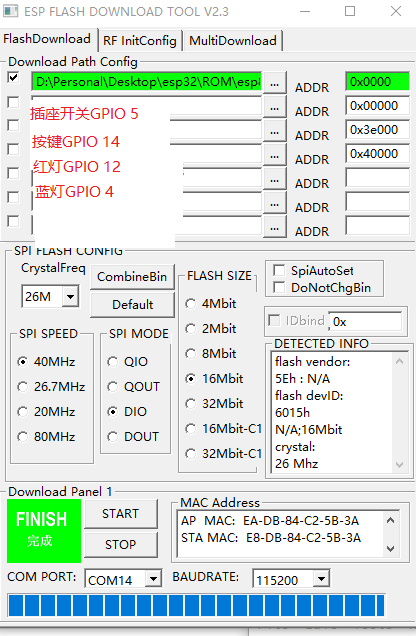 ESP FLASH DOWNLOAD TOOL V2.3
FlashDownload RF InitConfig MultiDownload
Download Path Config
D:\Personal\Desktop\esp32\ROM\esp ... ADDR 0x0000
... ADDR 0x00000
插座开关GPIO 5
... ADDR 0x3e000
按键GPIO 14
... ADDR 0x40000
红灯GPIO 12
... ADDR
蓝灯GPIO 4
... ADDR
... ADDR
SPI FLASH CONFIG
CrystalFreq
26M
CombineBin
Default
SPI SPEED
40MHz
26.7MHz
20MHz
80MHz
SPI MODE
QIO
QOUT
DIO
DOUT
FLASH SIZE
4Mbit
2Mbit
8Mbit
16Mbit
32Mbit
16Mbit-C1
32Mbit-C1
SpiAutoSet
DoNotChgBin
IDbind 0x
DETECTED INFO
flash vendor:
5Eh : N/A
flash devID:
6015h
N/A;16Mbit
crystal:
26 Mhz
Download Panel 1
FINISH
完成
START
STOP
MAC Address
AP MAC: EA-DB-84-C2-5B-3A
STA MAC: E8-DB-84-C2-5B-3A
COM PORT: COM14 BAUDRATE: 115200